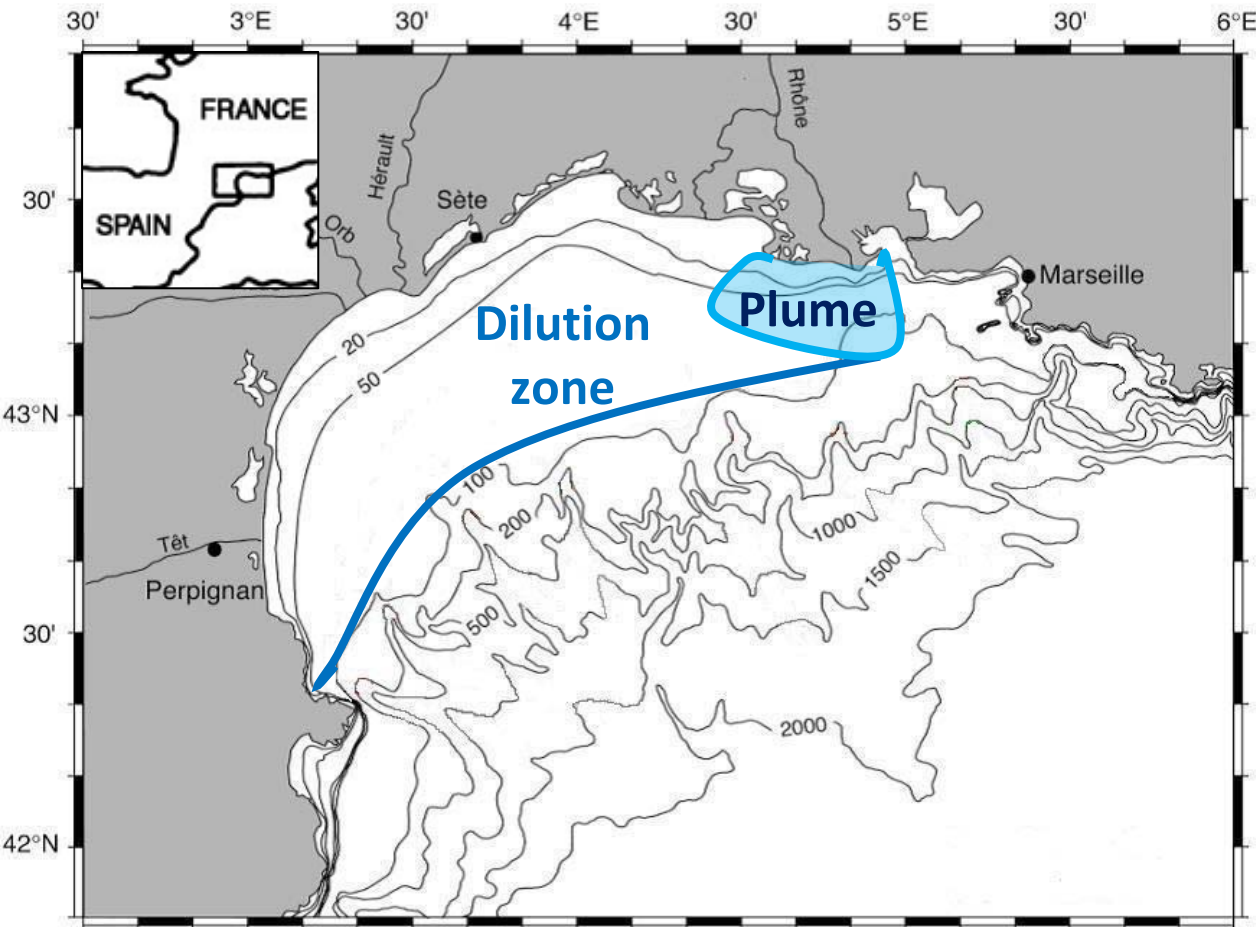 30'
3°E
30'
4°E
30'
5°E
30'
6°E
FRANCE
SPAIN
Rhône
Hérault
30'
Sète
Orb
Marseille
Plume
Dilution
zone
20
50
43°N
100
200
1000
Têt
1500
Perpignan
500
30'
2000
42°N